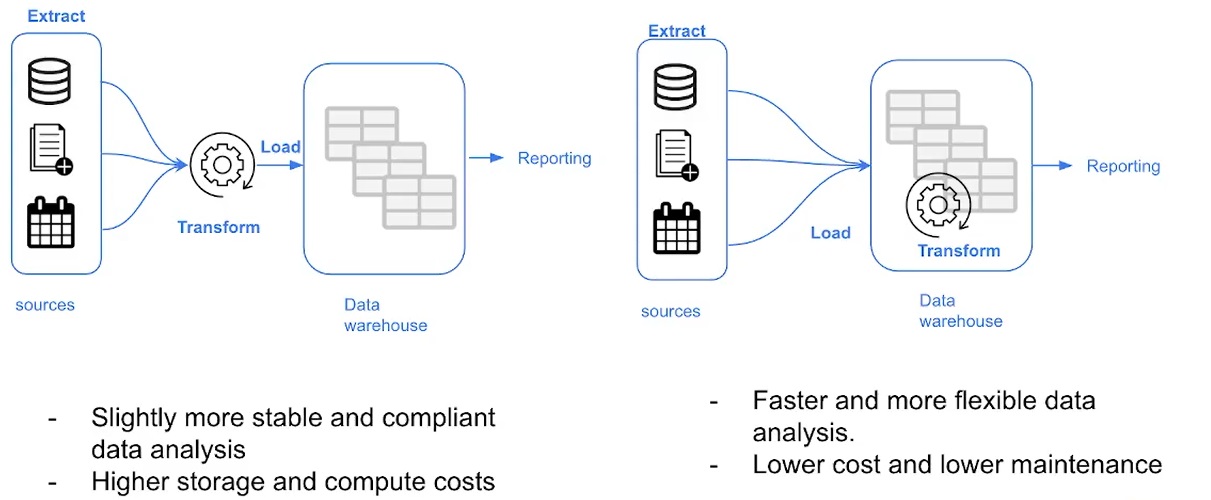 Extract
Load
Transform
Reporting
sources
Data
warehouse
- Slightly more stable and compliant
data analysis
- Higher storage and compute costs
Extract
Load
Transform
Reporting
sources
Data
warehouse
- Faster and more flexible data
analysis.
- Lower cost and lower maintenance